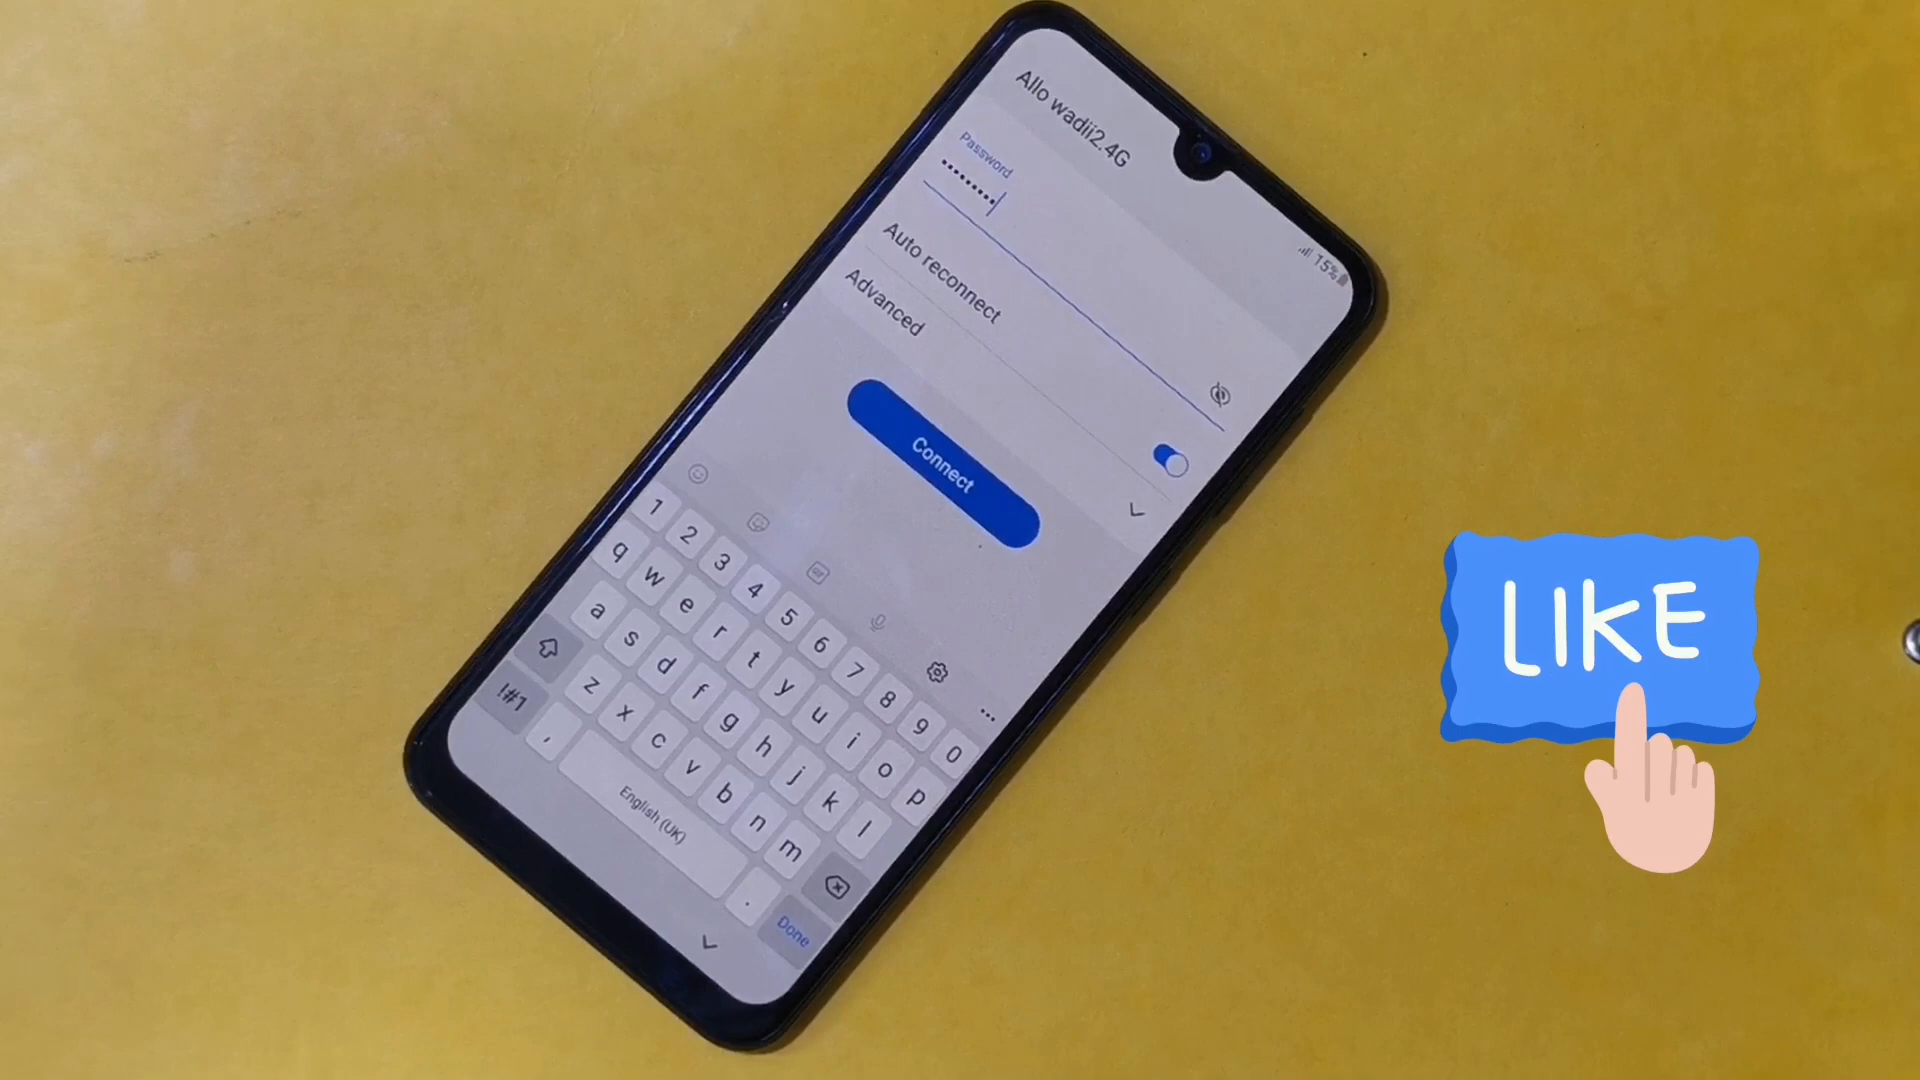 Allo wadii2.4G
15%
Password
•••••••••
Auto reconnect
Advanced
Connect
1 2 3 4 5 6 7 8 9 0
q w e r t y u i o p
a s d f g h j k l
z x c v b n m
!#1 , English (UK) . Done
LIKE